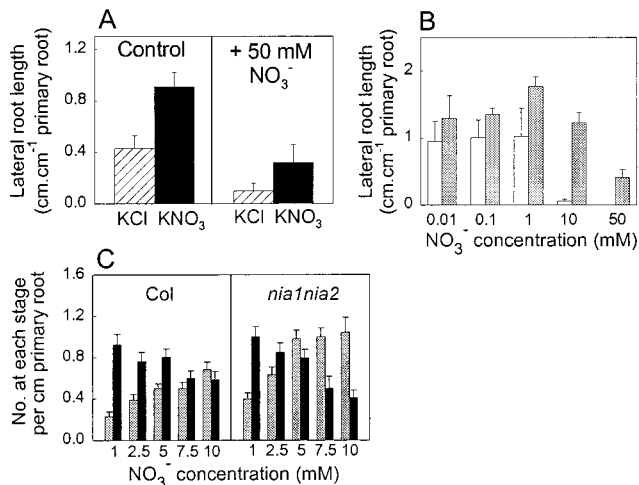 A
Lateral root length
(cm.cm⁻¹ primary root)
1.2
0.8
0.4
0.0
Control
+ 50 mM
NO₃⁻
KCl KNO₃
KCl KNO₃
B
Lateral root length
(cm.cm⁻¹ primary root)
2
1
0
0.01 0.1 1 10 50
NO₃⁻ concentration (mM)
C
No. at each stage
per cm primary root
1.6
1.2
0.8
0.4
0.0
Col
nia1nia2
1 2.5 5 7.5 10
1 2.5 5 7.5 10
NO₃⁻ concentration (mM)